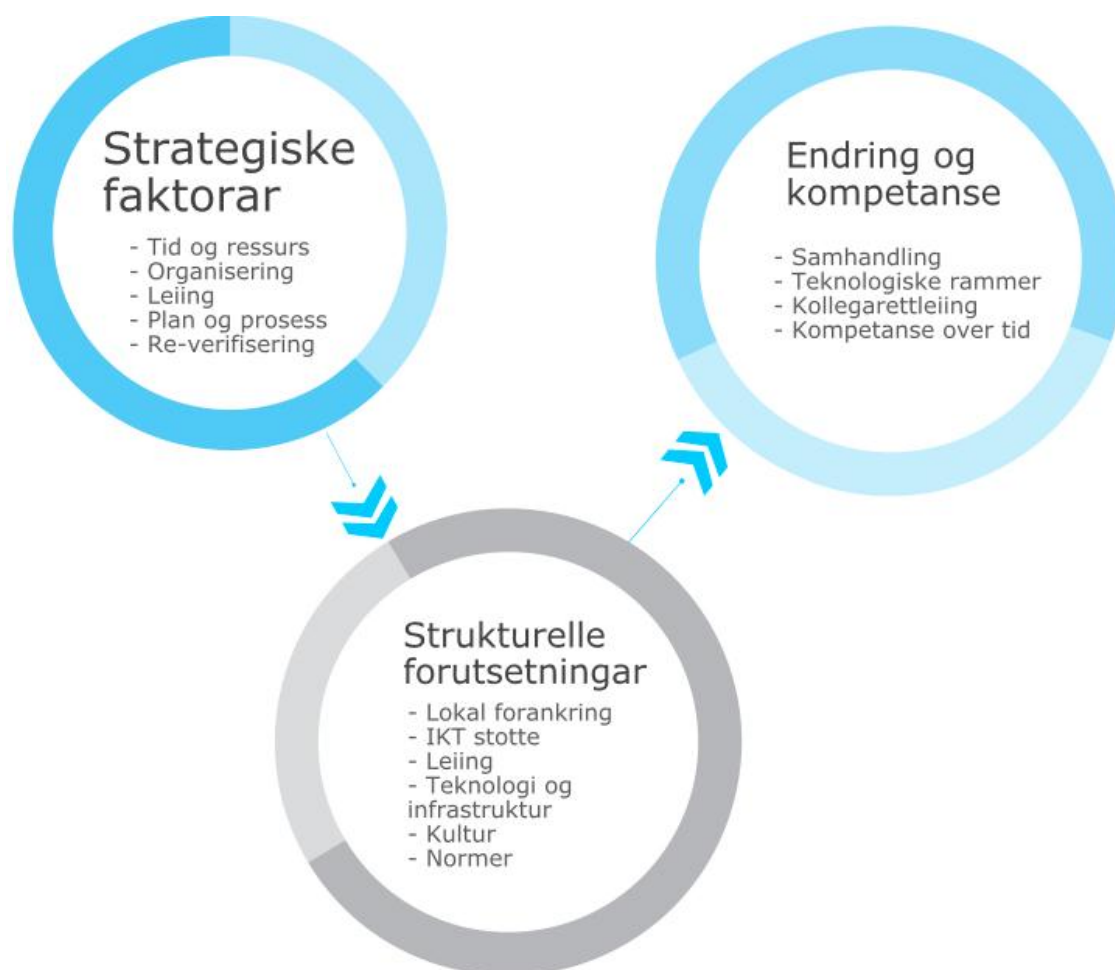 Strategiske
faktorar
- Tid og ressurs
- Organisering
- Leiing
- Plan og prosess
- Re-verifisering
Endring og
kompetanse
- Samhandling
- Teknologiske rammer
- Kollegarettleiing
- Kompetanse over tid
Strukturelle
forutsetningar
- Lokal forankring
- IKT stotte
- Leiing
- Teknologi og
infrastruktur
- Kultur
- Normer